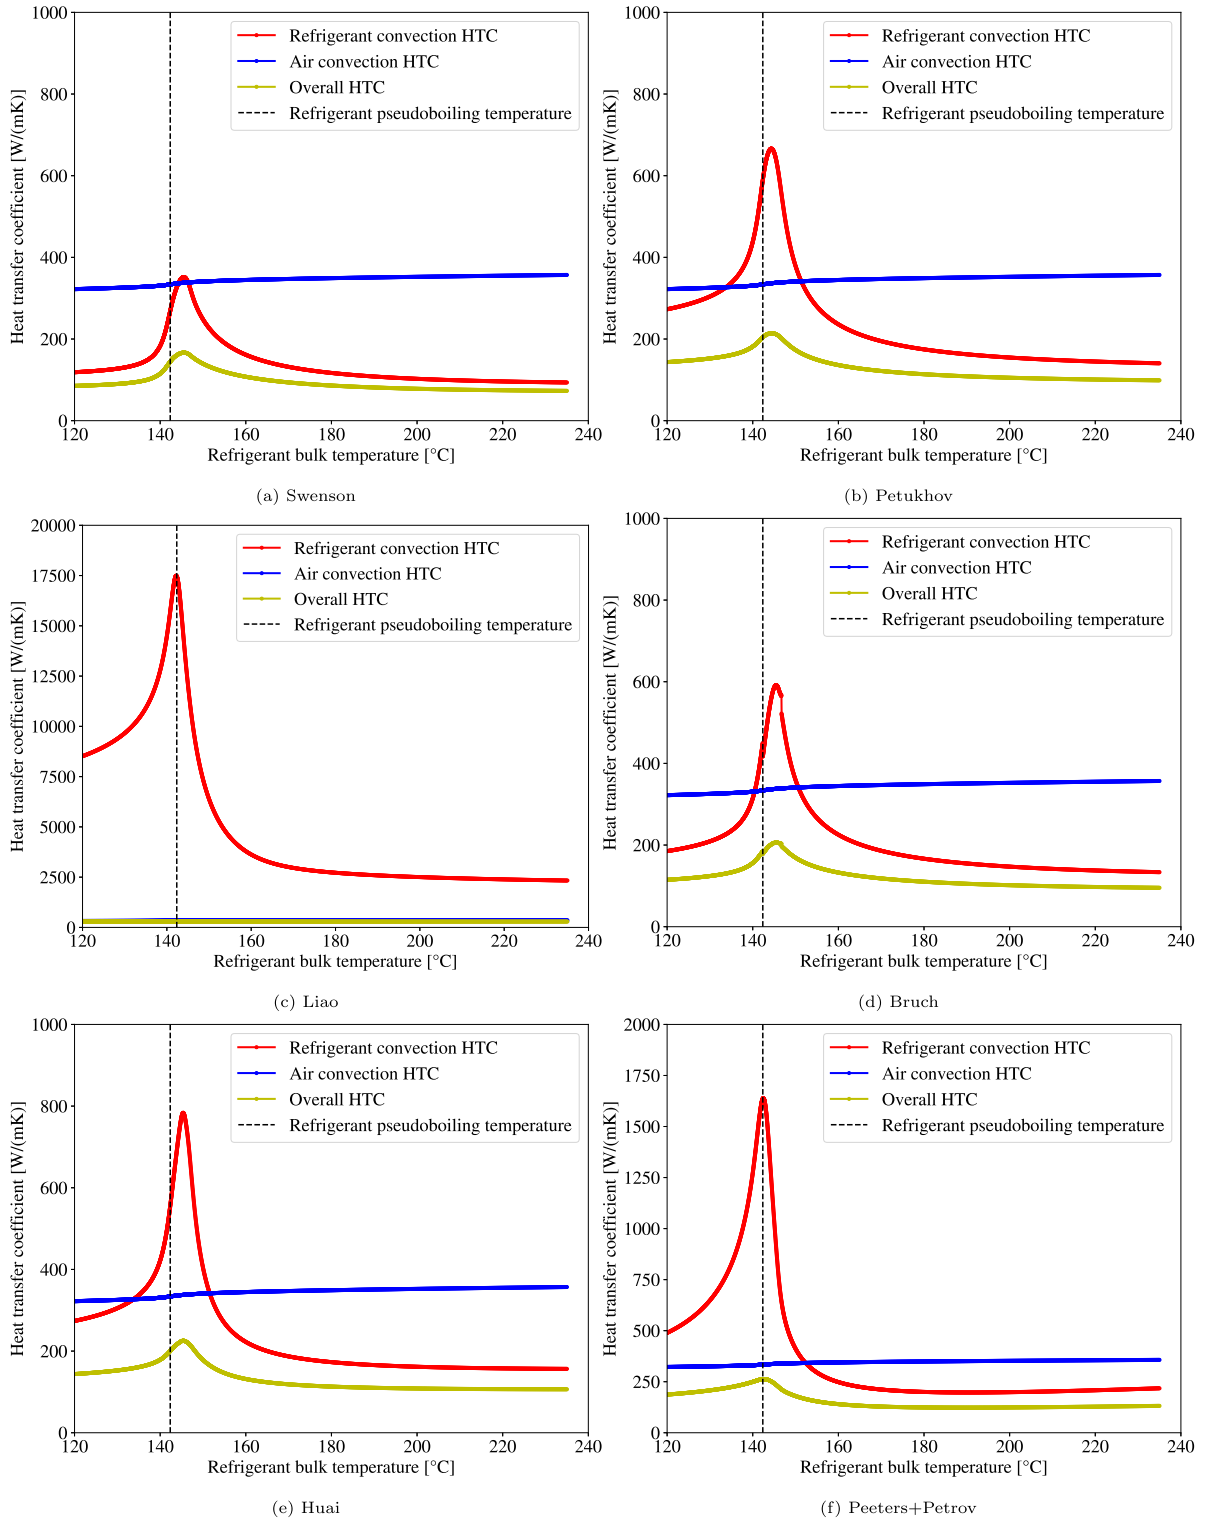 Heat transfer coefficient [W/(mK)]
1000
800
600
400
200
0
Refrigerant convection HTC
Air convection HTC
Overall HTC
Refrigerant pseudoboiling temperature
120 140 160 180 200 220 240
Refrigerant bulk temperature [°C]
(a) Swenson
Heat transfer coefficient [W/(mK)]
1000
800
600
400
200
0
Refrigerant convection HTC
Air convection HTC
Overall HTC
Refrigerant pseudoboiling temperature
120 140 160 180 200 220 240
Refrigerant bulk temperature [°C]
(b) Petukhov
Heat transfer coefficient [W/(mK)]
20000
17500
15000
12500
10000
7500
5000
2500
0
Refrigerant convection HTC
Air convection HTC
Overall HTC
Refrigerant pseudoboiling temperature
120 140 160 180 200 220 240
Refrigerant bulk temperature [°C]
(c) Liao
Heat transfer coefficient [W/(mK)]
1000
800
600
400
200
0
Refrigerant convection HTC
Air convection HTC
Overall HTC
Refrigerant pseudoboiling temperature
120 140 160 180 200 220 240
Refrigerant bulk temperature [°C]
(d) Bruch
Heat transfer coefficient [W/(mK)]
1000
800
600
400
200
0
Refrigerant convection HTC
Air convection HTC
Overall HTC
Refrigerant pseudoboiling temperature
120 140 160 180 200 220 240
Refrigerant bulk temperature [°C]
(e) Huai
Heat transfer coefficient [W/(mK)]
2000
1750
1500
1250
1000
750
500
250
0
Refrigerant convection HTC
Air convection HTC
Overall HTC
Refrigerant pseudoboiling temperature
120 140 160 180 200 220 240
Refrigerant bulk temperature [°C]
(f) Peeters+Petrov